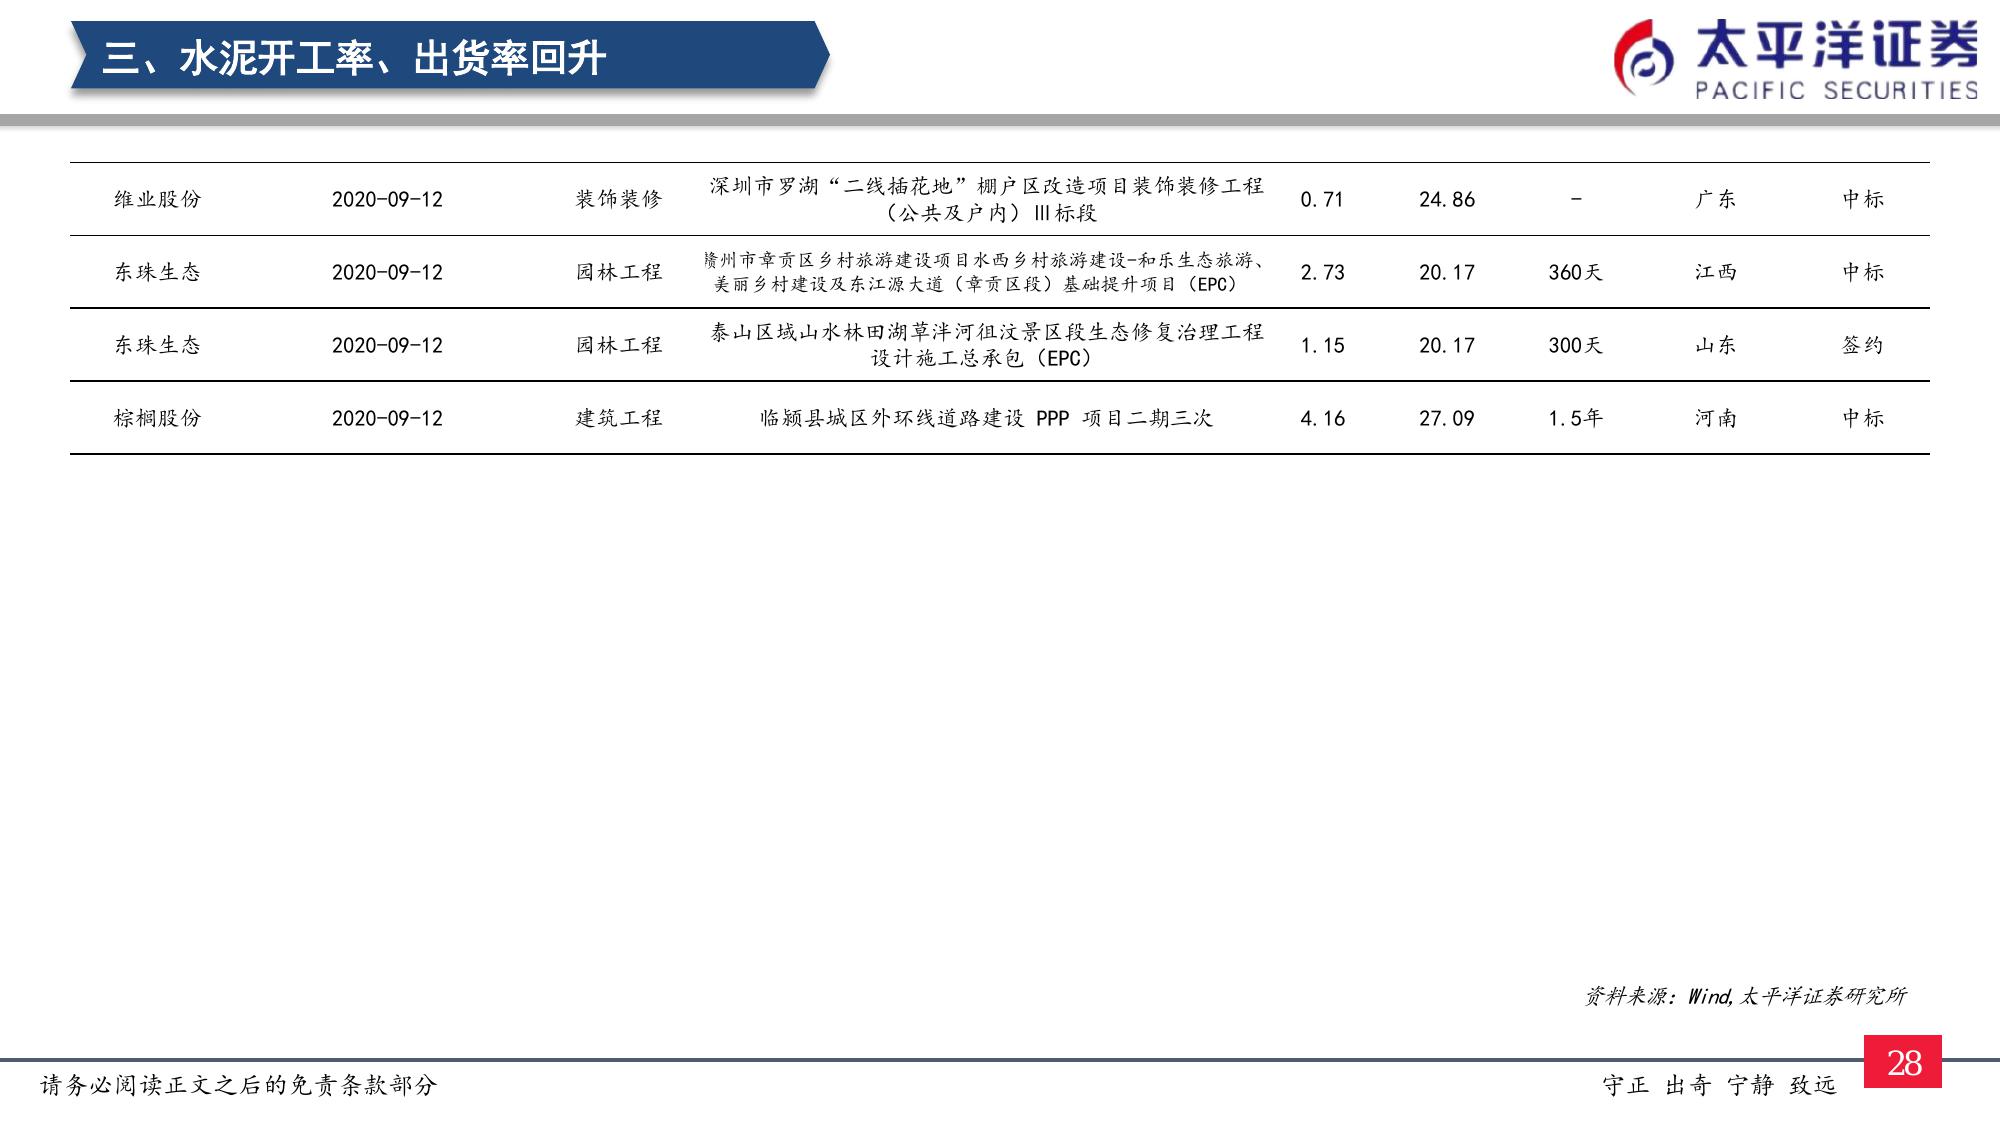 三、水泥开工率、出货率回升
太平洋证券
PACIFIC SECURITIES
维业股份 2020-09-12 装饰装修 深圳市罗湖“二线插花地”棚户区改造项目装饰装修工程（公共及户内）Ⅲ标段 0.71 24.86 - 广东 中标
东珠生态 2020-09-12 园林工程 赣州市章贡区乡村旅游建设项目水西乡村旅游建设-和乐生态旅游、美丽乡村建设及东江源大道（章贡区段）基础提升项目（EPC） 2.73 20.17 360天 江西 中标
东珠生态 2020-09-12 园林工程 泰山区域山水林田湖草泮河徂汶景区段生态修复治理工程设计施工总承包（EPC） 1.15 20.17 300天 山东 签约
棕榈股份 2020-09-12 建筑工程 临颍县城区外环线道路建设 PPP 项目二期三次 4.16 27.09 1.5年 河南 中标
资料来源：Wind,太平洋证券研究所
请务必阅读正文之后的免责条款部分
守正 出奇 宁静 致远
28